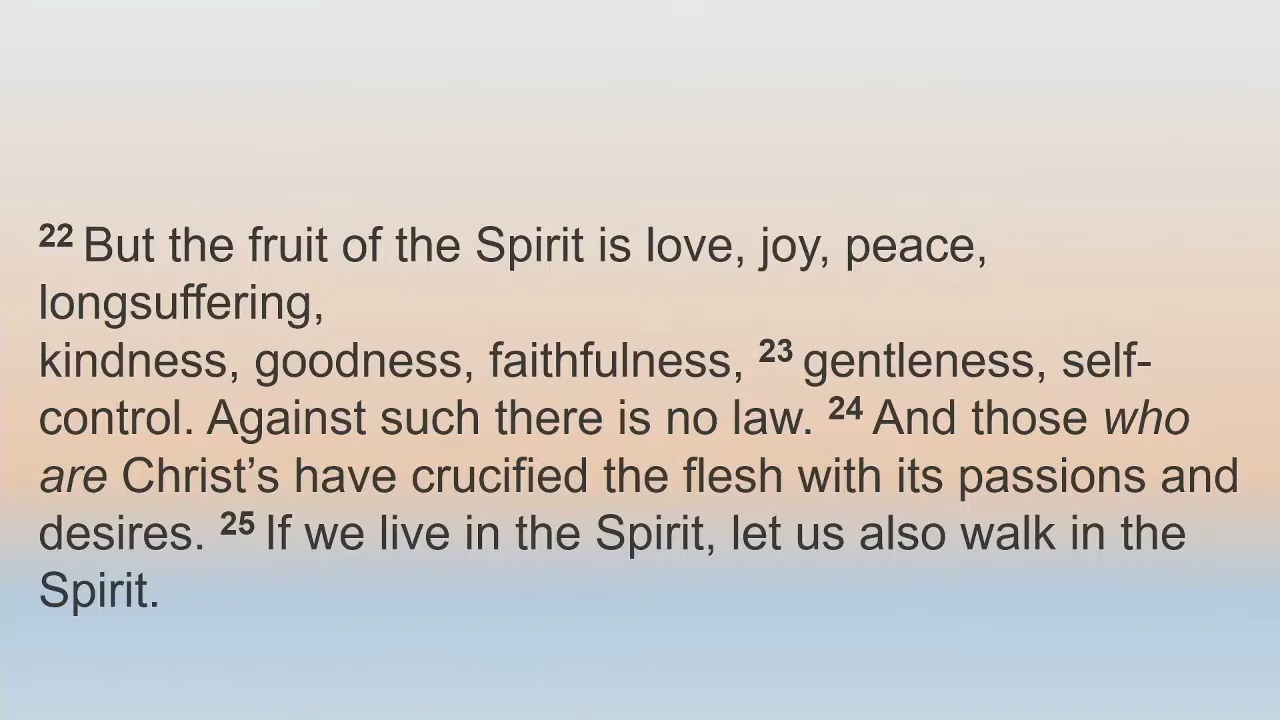 22 But the fruit of the Spirit is love, joy, peace,
longsuffering,
kindness, goodness, faithfulness, 23 gentleness, self-
control. Against such there is no law. 24 And those who
are Christ’s have crucified the flesh with its passions and
desires. 25 If we live in the Spirit, let us also walk in the
Spirit.